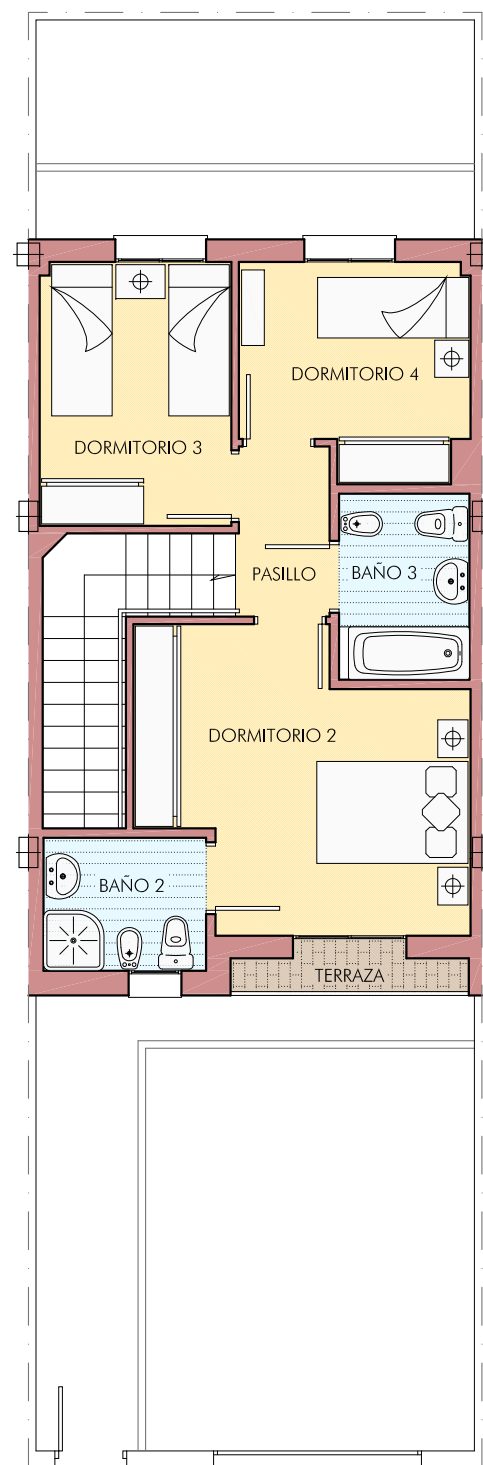 DORMITORIO 4
DORMITORIO 3
PASILLO
BAÑO 3
DORMITORIO 2
BAÑO 2
TERRAZA